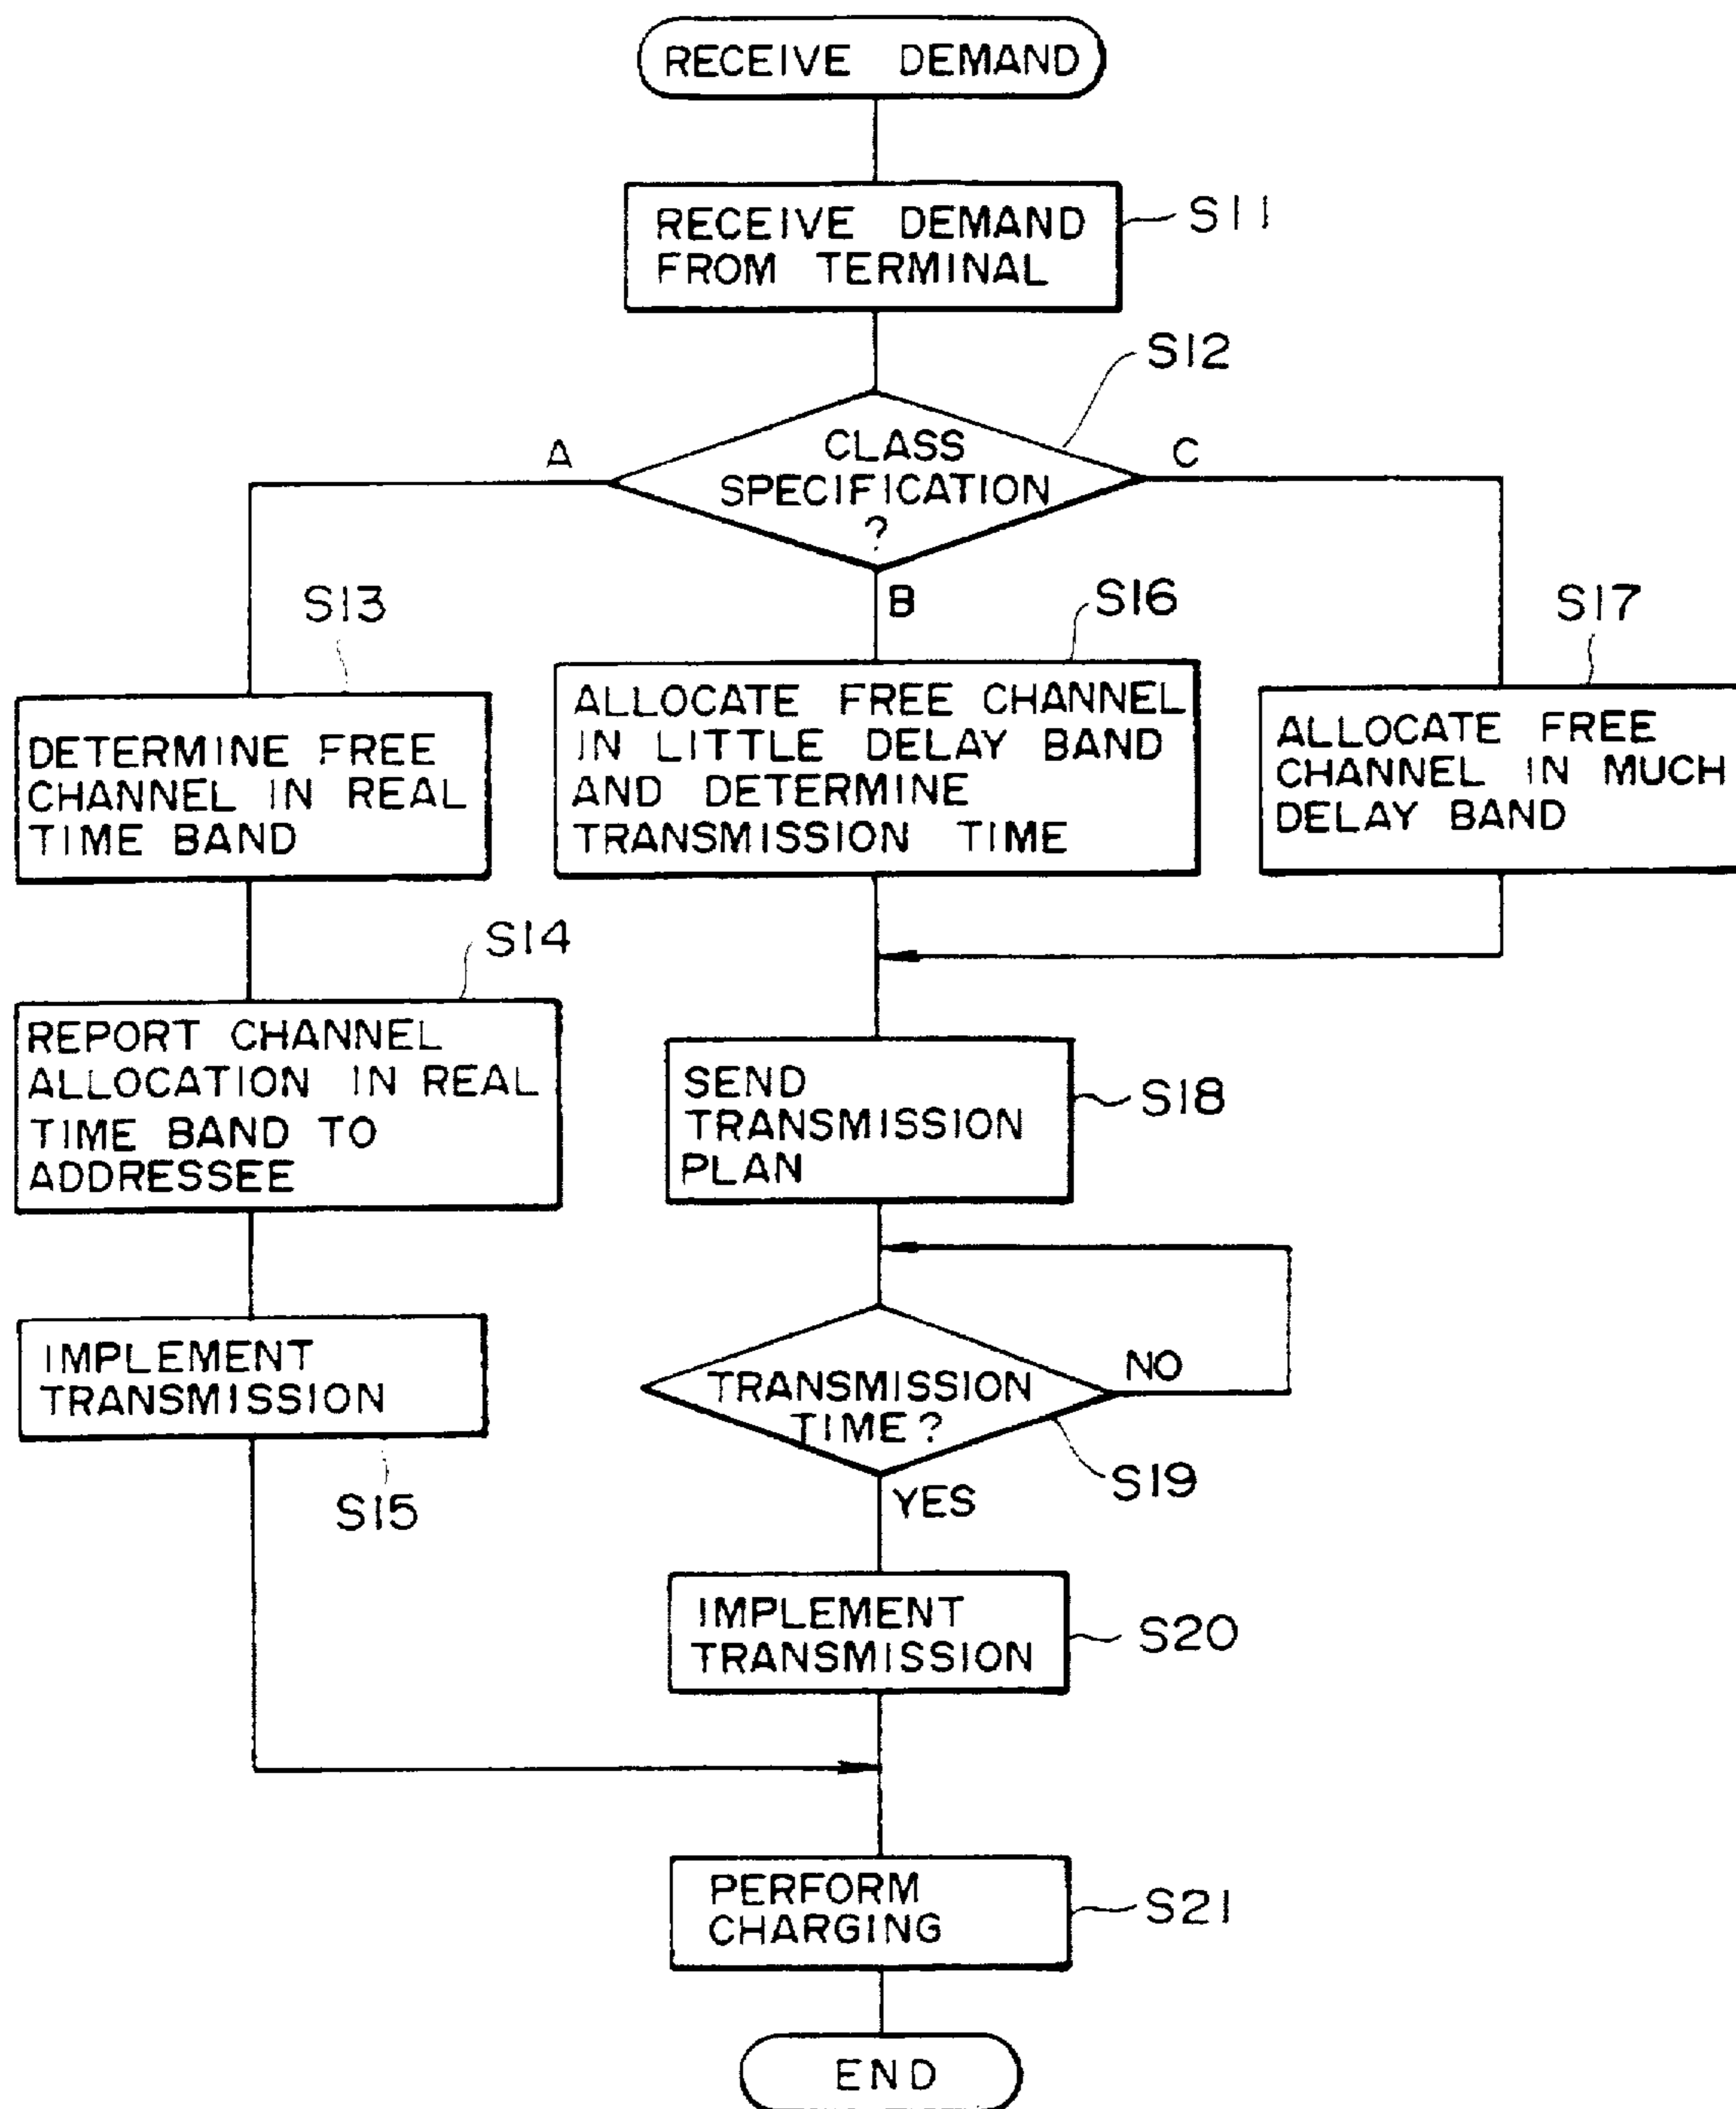 RECEIVE DEMAND
RECEIVE DEMAND
FROM TERMINAL
S11
S12
CLASS
SPECIFICATION
?
A
C
B
S13
DETERMINE FREE
CHANNEL IN REAL
TIME BAND
S16
ALLOCATE FREE CHANNEL
IN LITTLE DELAY BAND
AND DETERMINE
TRANSMISSION TIME
S17
ALLOCATE FREE
CHANNEL IN MUCH
DELAY BAND
S14
REPORT CHANNEL
ALLOCATION IN REAL
TIME BAND TO
ADDRESSEE
SEND
TRANSMISSION
PLAN
S18
IMPLEMENT
TRANSMISSION
S15
TRANSMISSION
TIME?
NO
S19
YES
IMPLEMENT
TRANSMISSION
S20
PERFORM
CHARGING
S21
END